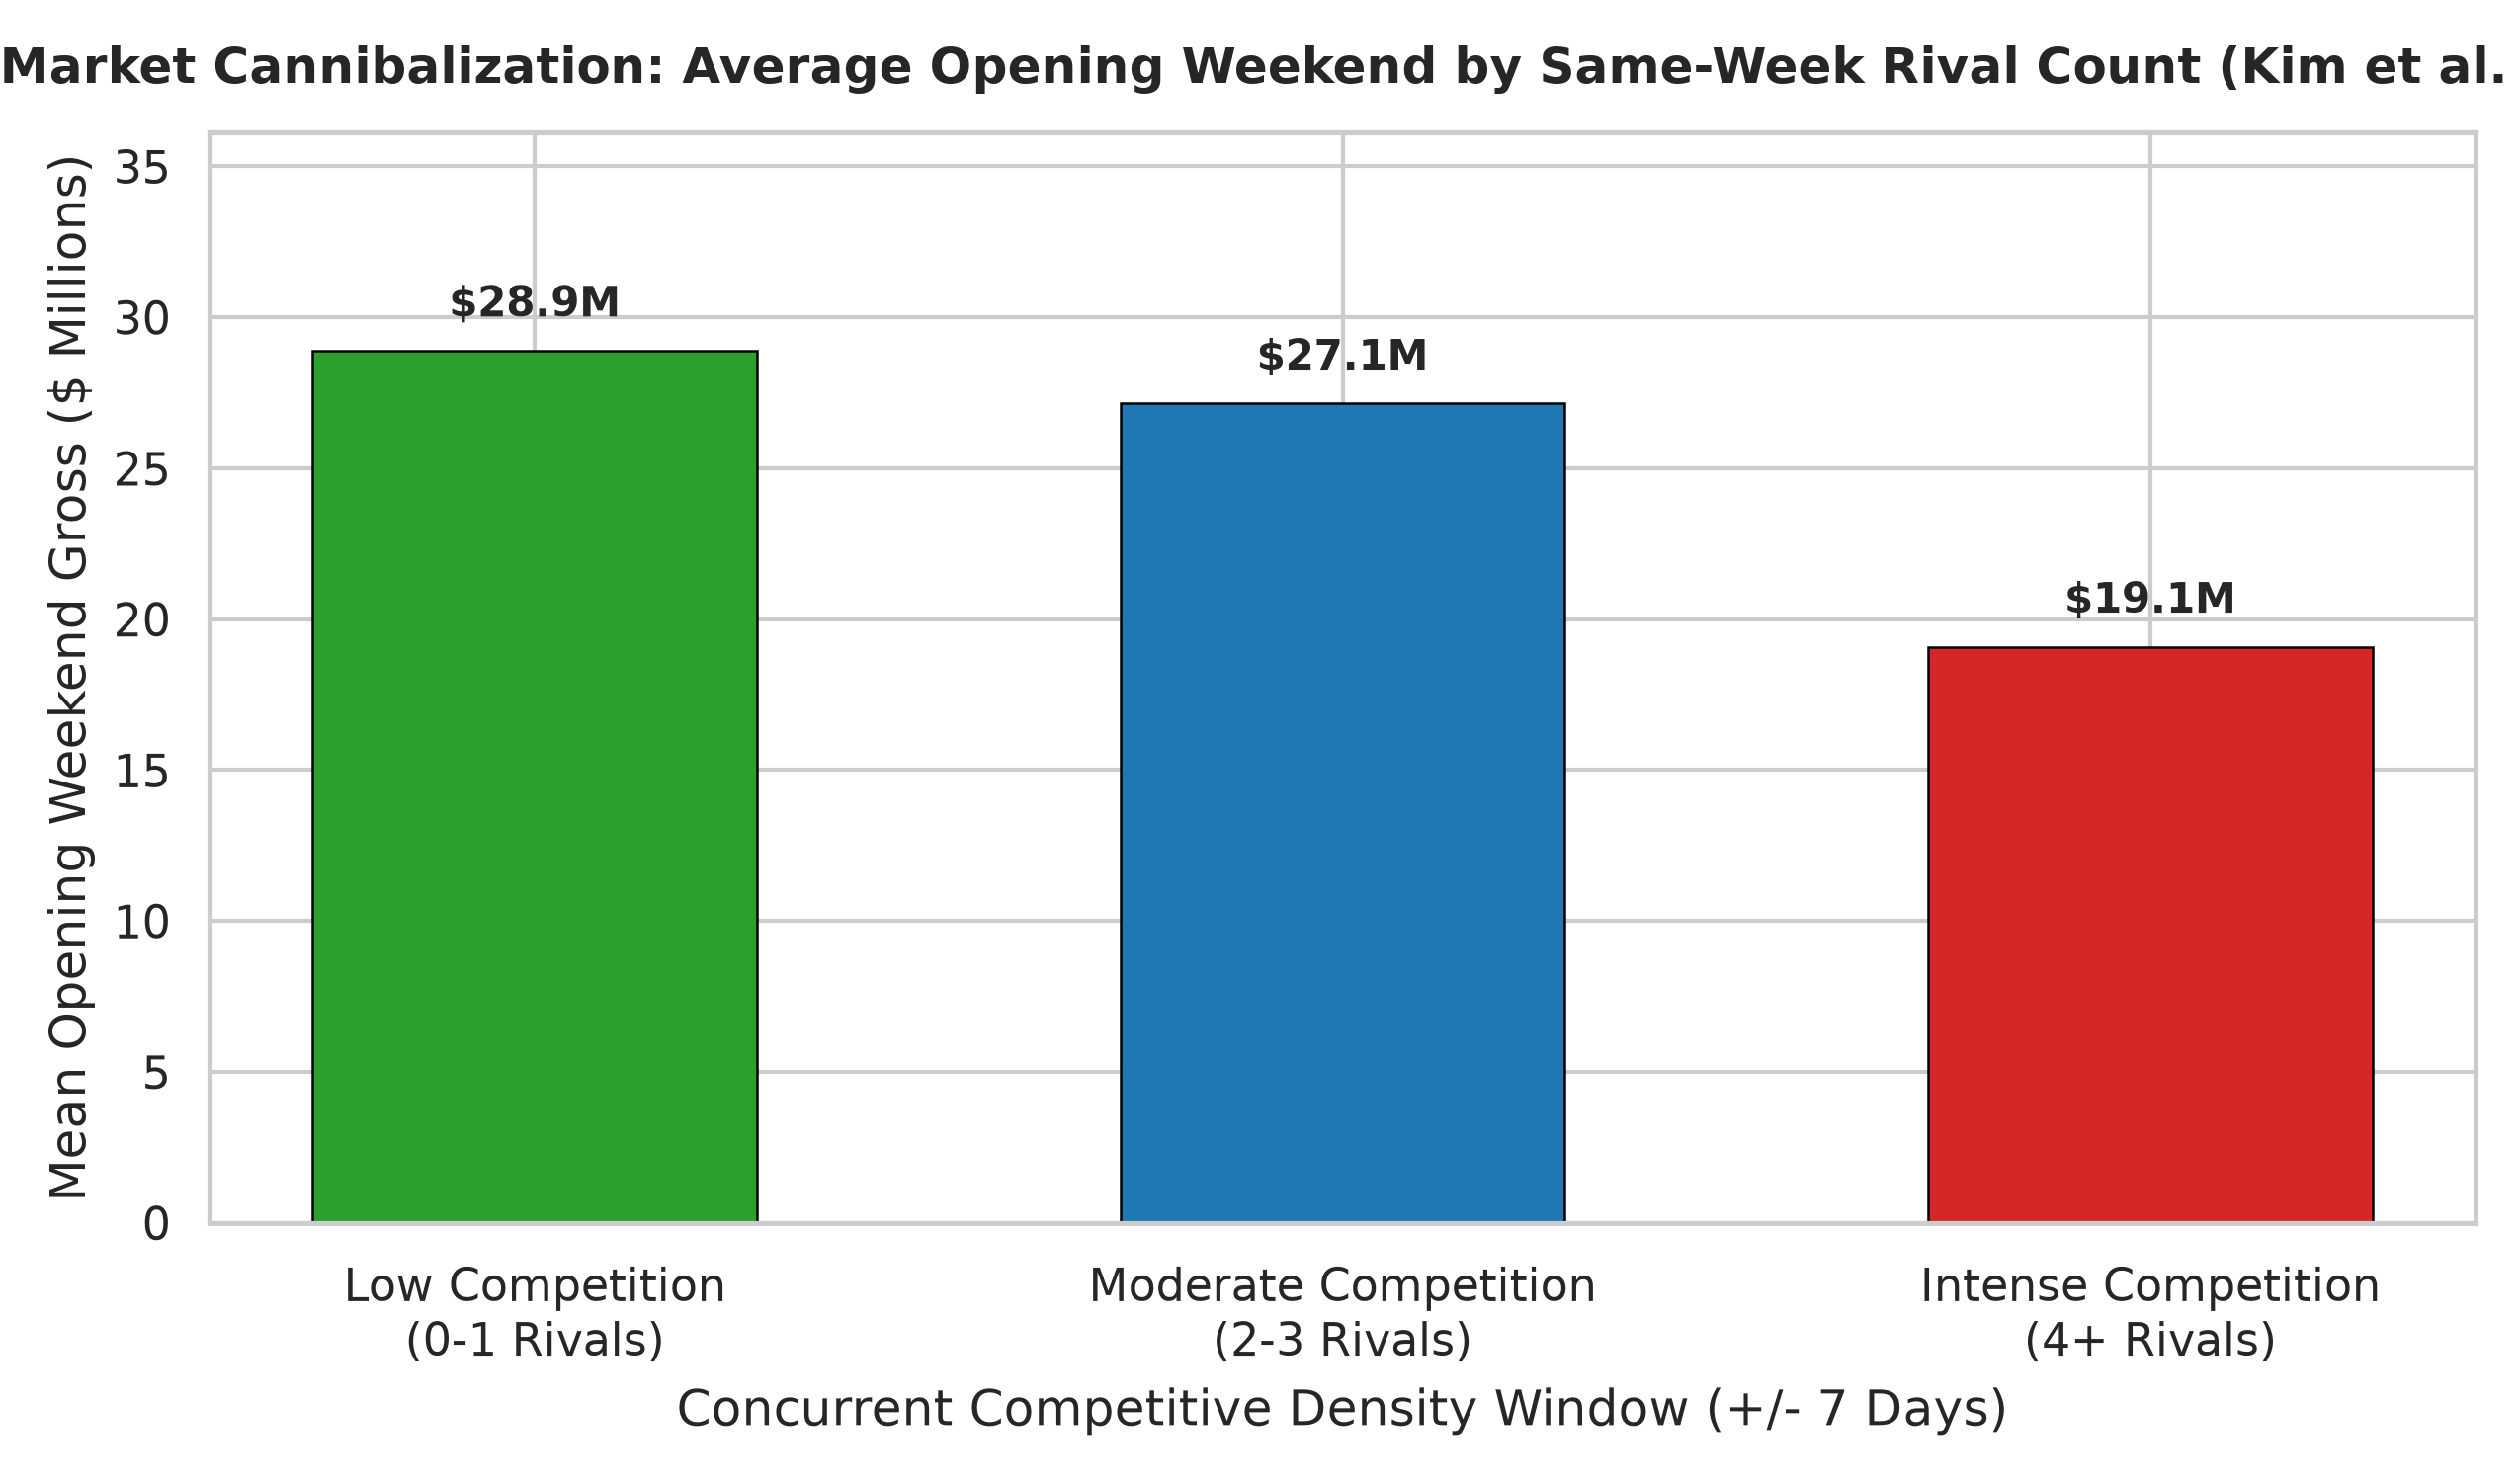 Market Cannibalization: Average Opening Weekend by Same-Week Rival Count (Kim et al.
Mean Opening Weekend Gross ($ Millions)
35
30
25
20
15
10
5
0
$28.9M
$27.1M
$19.1M
Low Competition
(0-1 Rivals)
Moderate Competition
(2-3 Rivals)
Intense Competition
(4+ Rivals)
Concurrent Competitive Density Window (+/- 7 Days)